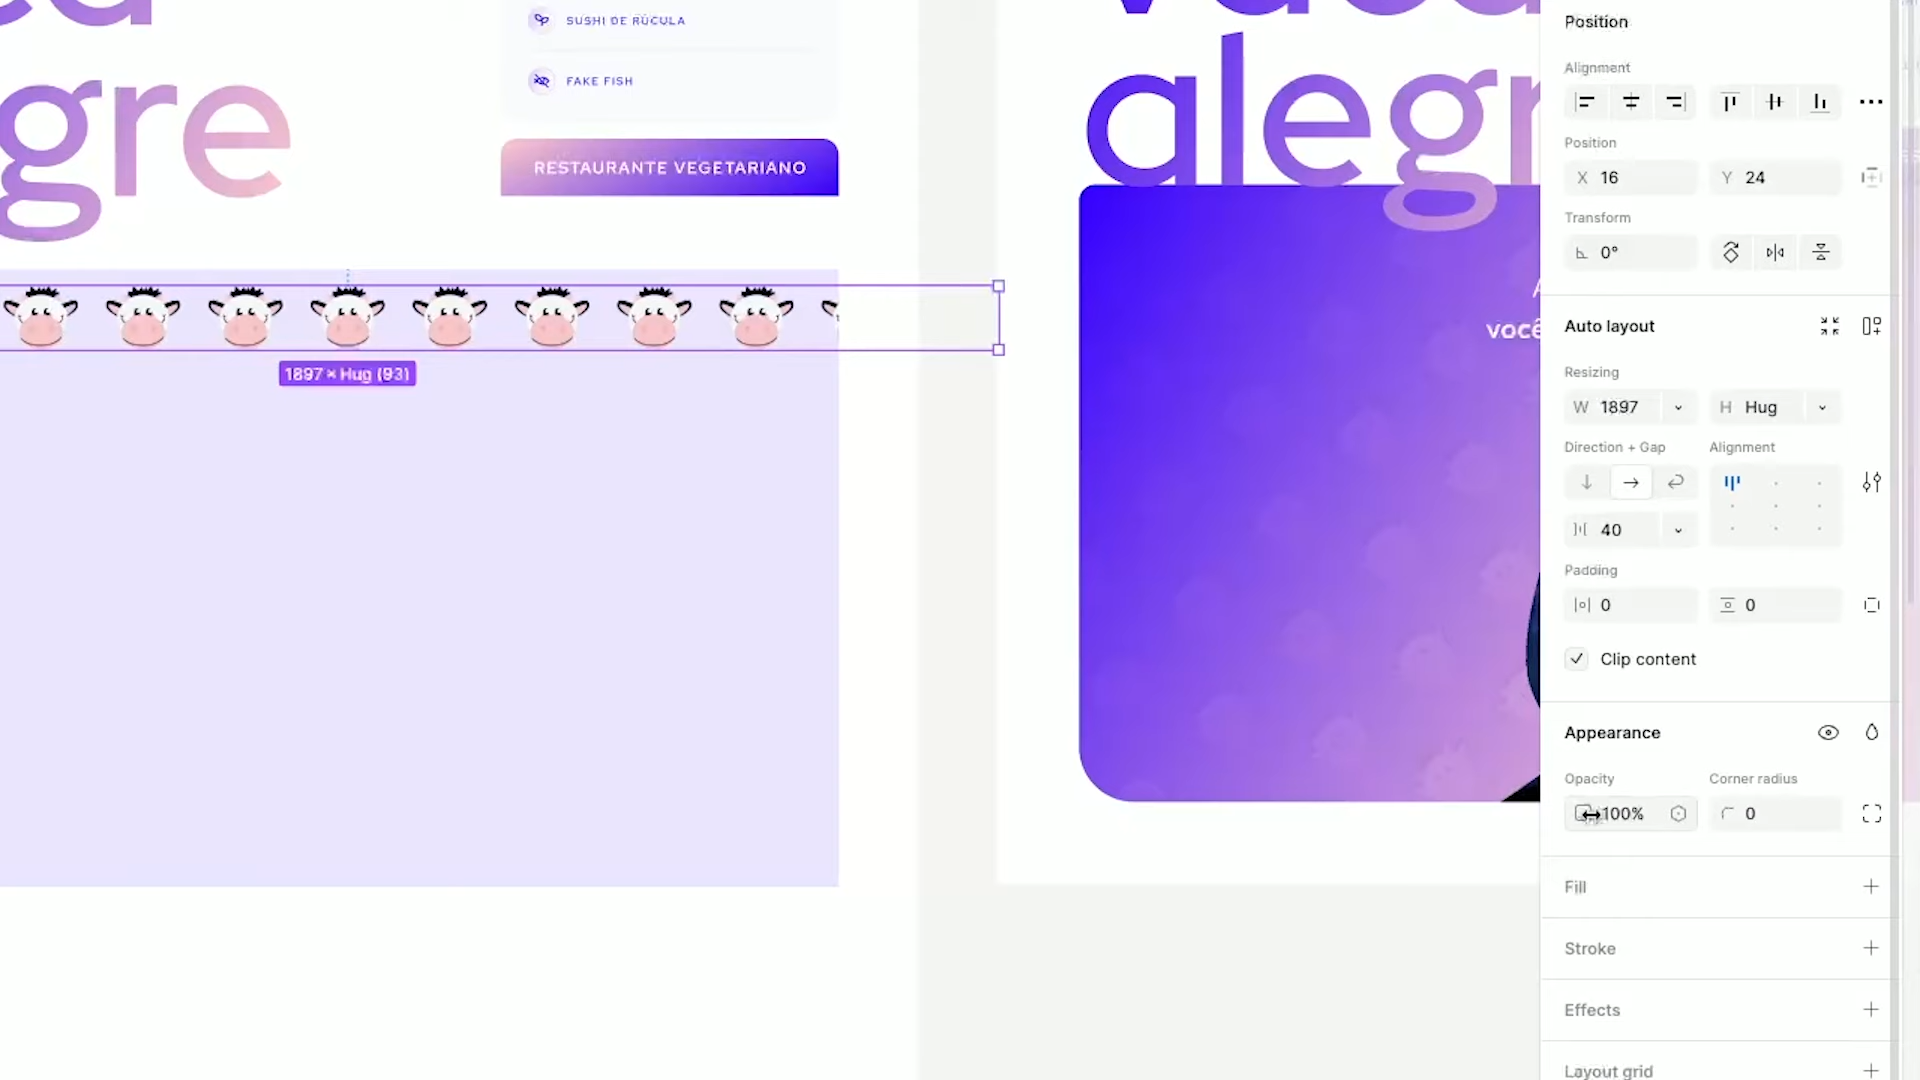 gre
SUSHI DE RÚCULA
FAKE FISH
RESTAURANTE VEGETARIANO
1897 × Hug (93)
alegr
você
Position
Alignment
Position
X 16
Y 24
Transform
0°
Auto layout
Resizing
W 1897
H Hug
Direction + Gap
Alignment
40
Padding
0
0
Clip content
Appearance
Opacity
Corner radius
100%
0
Fill
Stroke
Effects
Layout grid